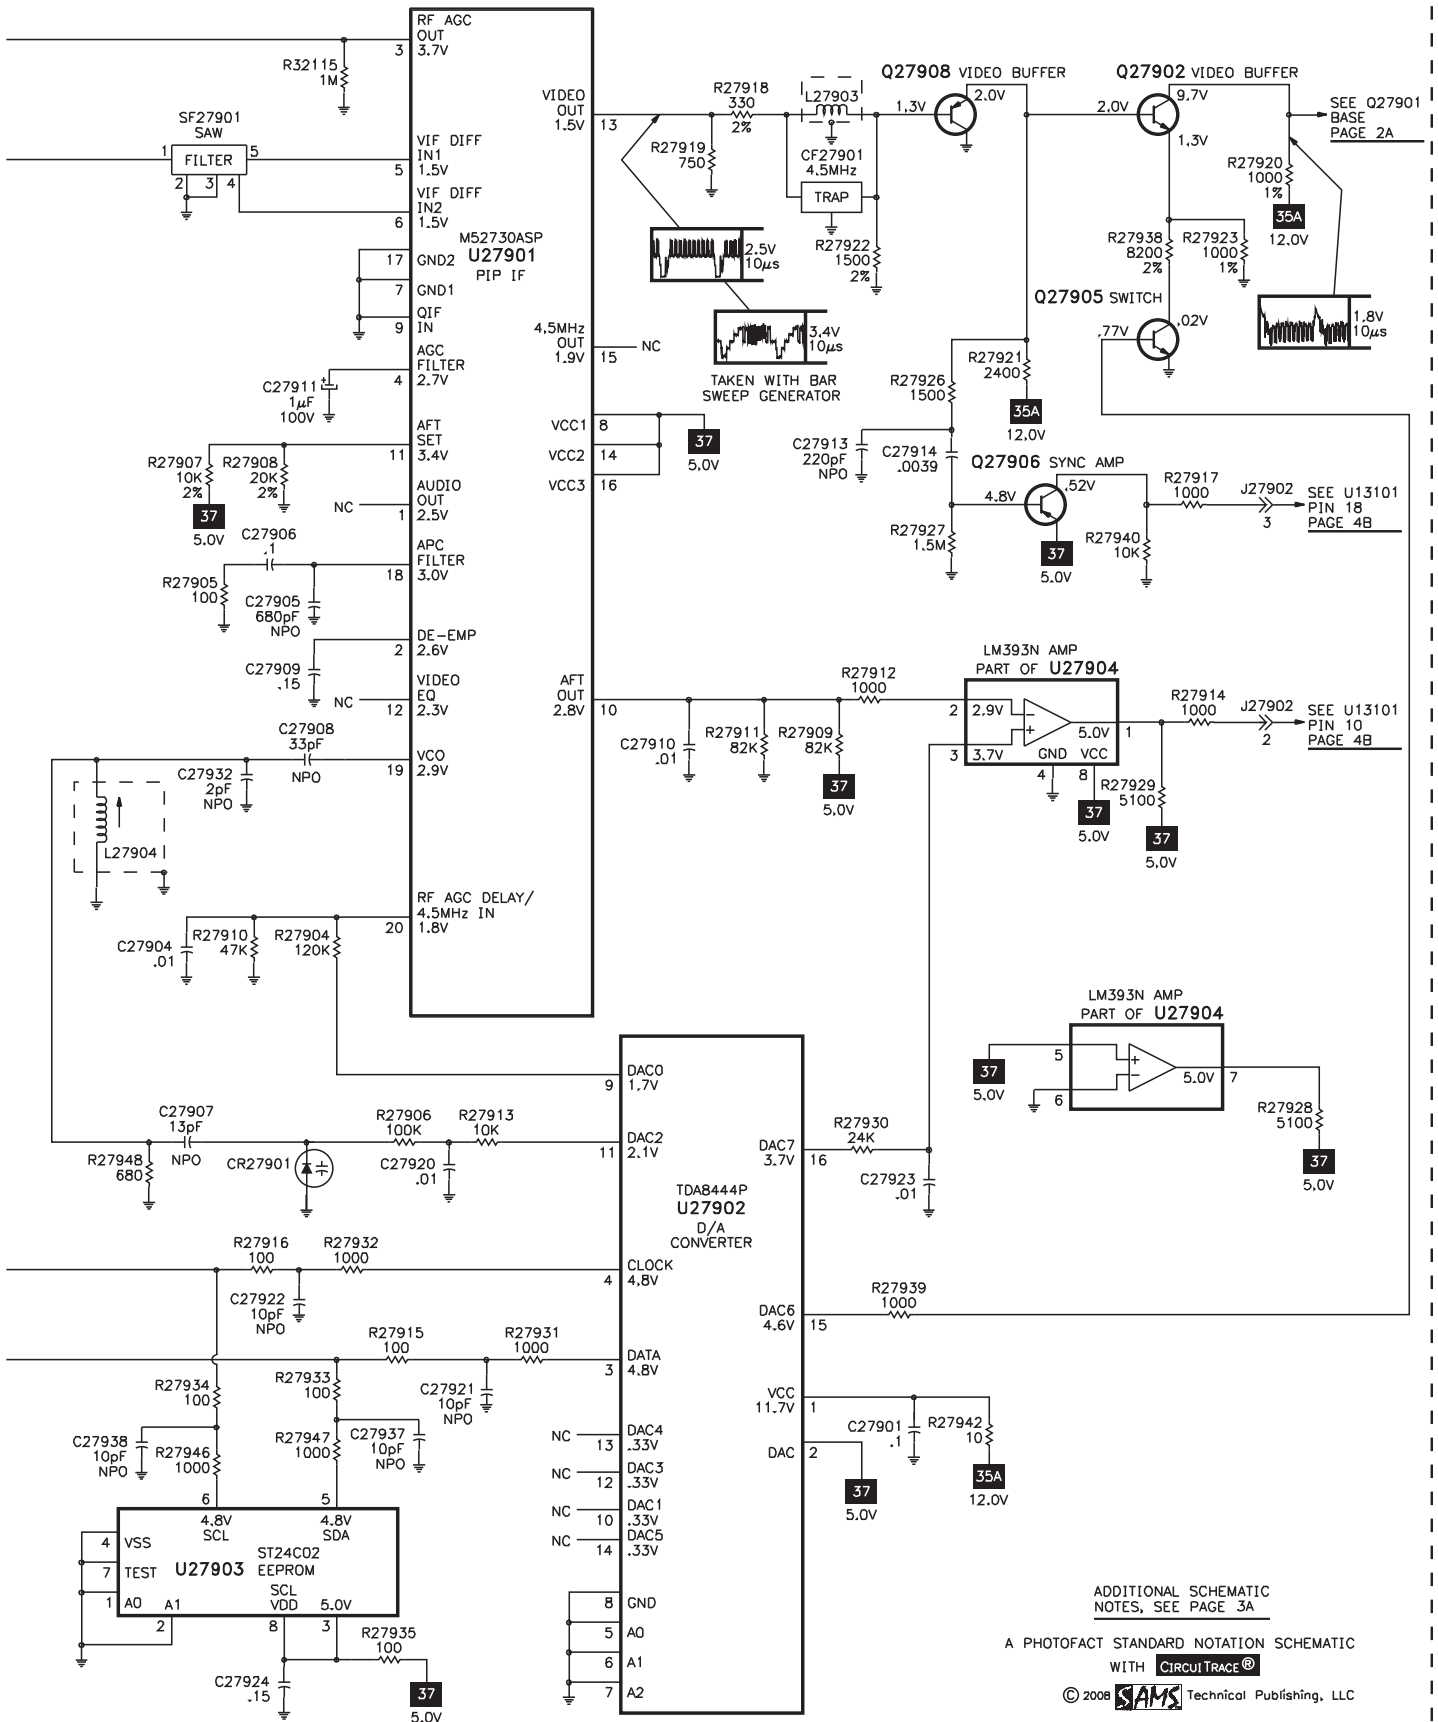 RF AGC
OUT
3 3.7V
R32115
1M
SF27901
SAW
1 FILTER 5
2 3 4
VIF DIFF
IN1
5 1.5V
VIF DIFF
IN2
6 1.5V
M52730ASP
U27901
PIP IF
17 GND2
7 GND1
QIF
9 IN
AGC
FILTER
4 2.7V
+
C27911
1μF
100V
AFT
SET
11 3.4V
R27907
10K
2%
R27908
20K
2%
37
5.0V
AUDIO
OUT
NC 1 2.5V
C27906
.1
APC
FILTER
18 3.0V
R27905
100
C27905
680pF
NPO
DE-EMP
2 2.6V
C27909
.15
VIDEO
EQ
NC 12 2.3V
C27908
33pF
NPO
VCO
19 2.9V
C27932
2pF
NPO
L27904
RF AGC DELAY/
4.5MHz IN
20 1.8V
C27904
.01
R27910
47K
R27904
120K
VIDEO
OUT
1.5V 13
4.5MHz
OUT
1.9V 15 NC
VCC1 8
VCC2 14
VCC3 16
37
5.0V
AFT
OUT
2.8V 10
R27918
330
2%
R27919
750
L27903
CF27901
4.5MHz
TRAP
R27922
1500
2%
2.5V
10μs
3.4V
10μs
TAKEN WITH BAR
SWEEP GENERATOR
Q27908 VIDEO BUFFER
1.3V 2.0V
Q27902 VIDEO BUFFER
2.0V 9.7V
1.3V
SEE Q27901
BASE
PAGE 2A
R27920
1000
1%
35A
12.0V
R27938
8200
2%
R27923
1000
1%
Q27905 SWITCH
.77V .02V
1.8V
10μs
R27921
2400
35A
12.0V
R27926
1500
C27913
220pF
NPO
C27914
.0039
Q27906 SYNC AMP
4.8V .52V
37
5.0V
R27927
1.5M
R27917
1000
R27940
10K
J27902
3
SEE U13101
PIN 18
PAGE 4B
C27910
.01
R27911
82K
R27909
82K
37
5.0V
R27912
1000
LM393N AMP
PART OF U27904
2 2.9V −
+
3 3.7V
5.0V 1
GND VCC
4 8
37
5.0V
R27929
5100
37
5.0V
R27914
1000
J27902
2
SEE U13101
PIN 10
PAGE 4B
LM393N AMP
PART OF U27904
37
5.0V
5 +
6 −
5.0V 7
R27928
5100
37
5.0V
DAC0
9 1.7V
C27907
13pF
NPO
R27948
680
CR27901
R27906
100K
C27920
.01
R27913
10K
DAC2
11 2.1V
TDA8444P
U27902
D/A
CONVERTER
DAC7
3.7V 16
R27930
24K
C27923
.01
R27916
100
C27922
10pF
NPO
R27932
1000
CLOCK
4 4.8V
DAC6
4.6V 15
R27939
1000
R27915
100
R27931
1000
C27921
10pF
NPO
DATA
3 4.8V
R27934
100
R27933
100
C27938
10pF
NPO
R27946
1000
R27947
1000
C27937
10pF
NPO
VCC
11.7V 1
C27901
.1
R27942
10
35A
12.0V
DAC 2
37
5.0V
NC 13 DAC4
.33V
NC 12 DAC3
.33V
NC 10 DAC1
.33V
NC 14 DAC5
.33V
8 GND
5 A0
6 A1
7 A2
6 5
4.8V
SCL
4.8V
SDA
4 VSS
7 TEST
1 A0
A1
2
U27903
ST24C02
EEPROM
SCL
VDD 5.0V
8 3
C27924
.15
R27935
100
37
5.0V
ADDITIONAL SCHEMATIC
NOTES, SEE PAGE 3A
A PHOTOFACT STANDARD NOTATION SCHEMATIC
WITH CIRCUITRACE®
© 2008 SAMS Technical Publishing, LLC